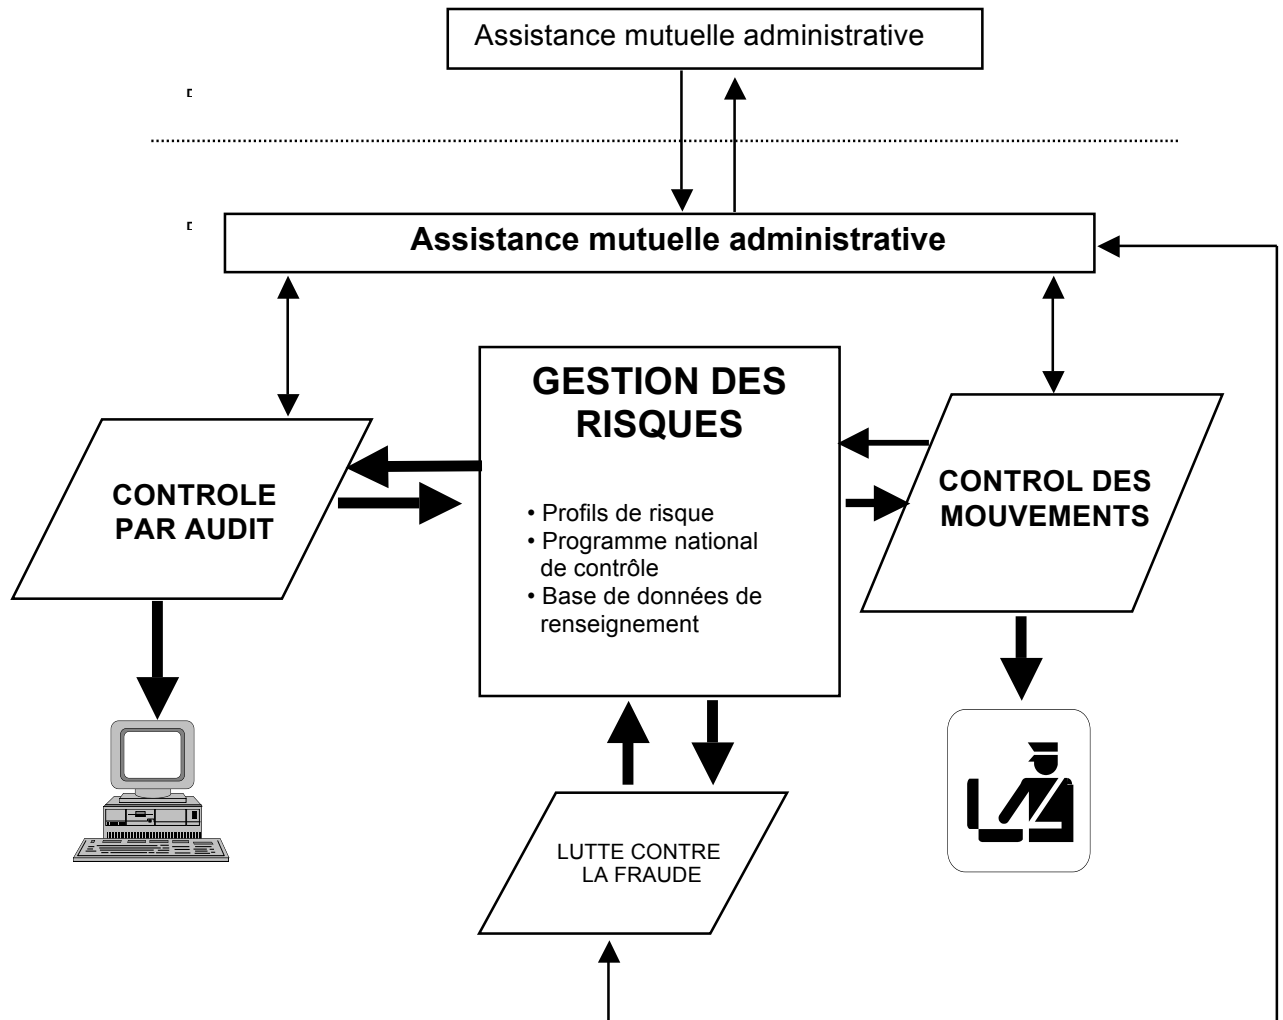 Assistance mutuelle administrative
Assistance mutuelle administrative
GESTION DES
RISQUES
CONTROLE
PAR AUDIT
• Profils de risque
• Programme national
de contrôle
• Base de données de
renseignement
CONTROL DES
MOUVEMENTS
LUTTE CONTRE
LA FRAUDE